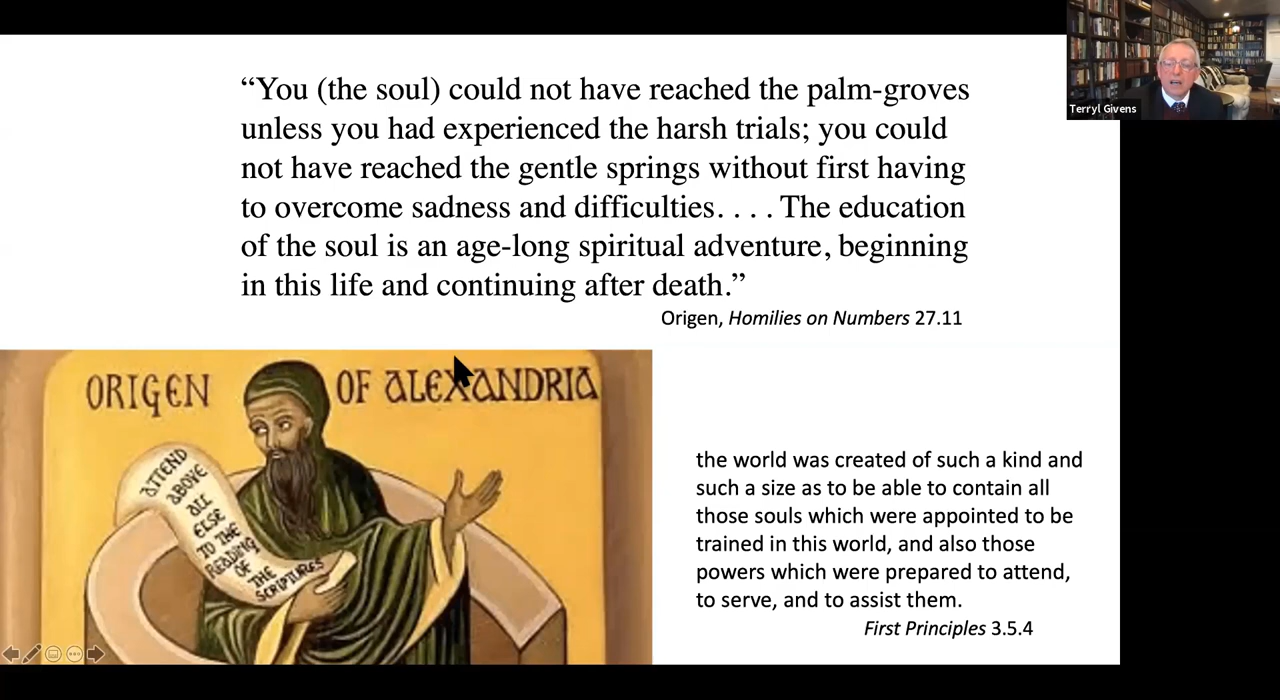 “You (the soul) could not have reached the palm-groves
unless you had experienced the harsh trials; you could
not have reached the gentle springs without first having
to overcome sadness and difficulties. . . . The education
of the soul is an age-long spiritual adventure, beginning
in this life and continuing after death.”
Origen, Homilies on Numbers 27.11
Terryl Givens
ORIGEN OF ALEXANDRIA
ATTEND
ABOVE
ALL
ELSE
TO THE
READING
OF
THE
SCRIPTURES
the world was created of such a kind and
such a size as to be able to contain all
those souls which were appointed to be
trained in this world, and also those
powers which were prepared to attend,
to serve, and to assist them.
First Principles 3.5.4